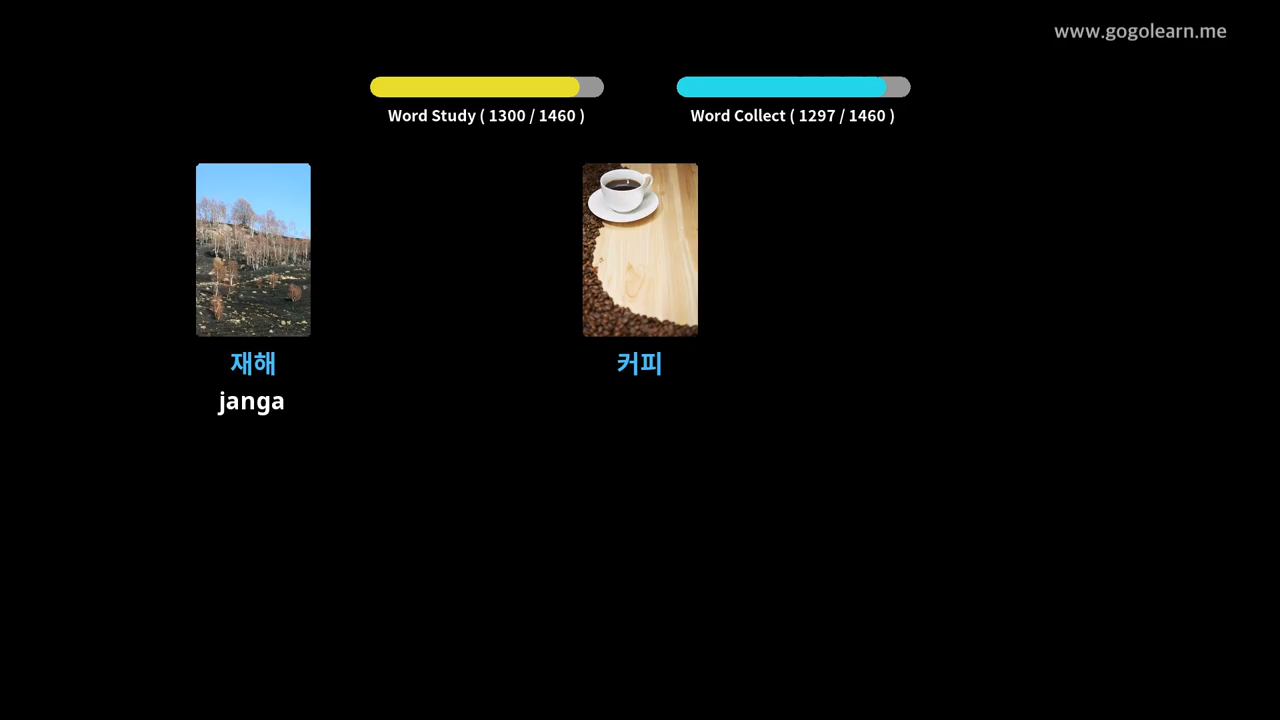 www.gogolearn.me
Word Study ( 1300 / 1460 )
Word Collect ( 1297 / 1460 )
재해
커피
janga